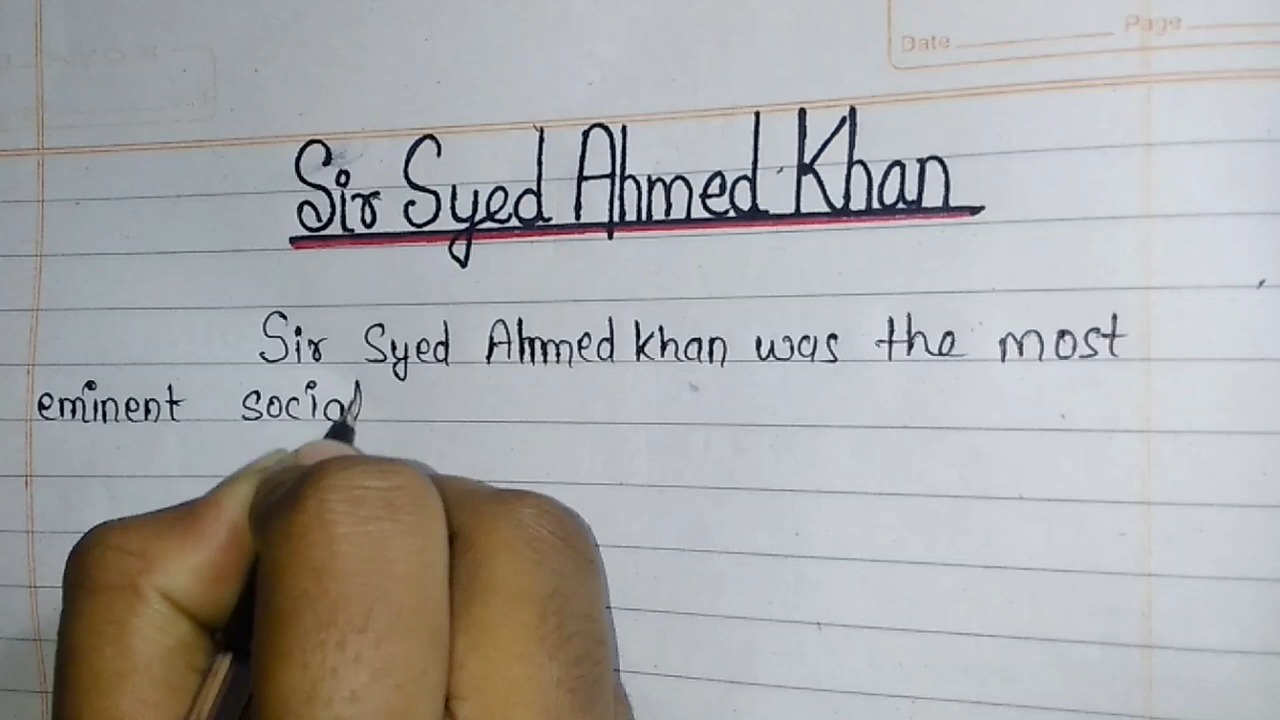 Date Page
Sir Syed Ahmed Khan
Sir Syed Ahmed khan was the most
eminent social